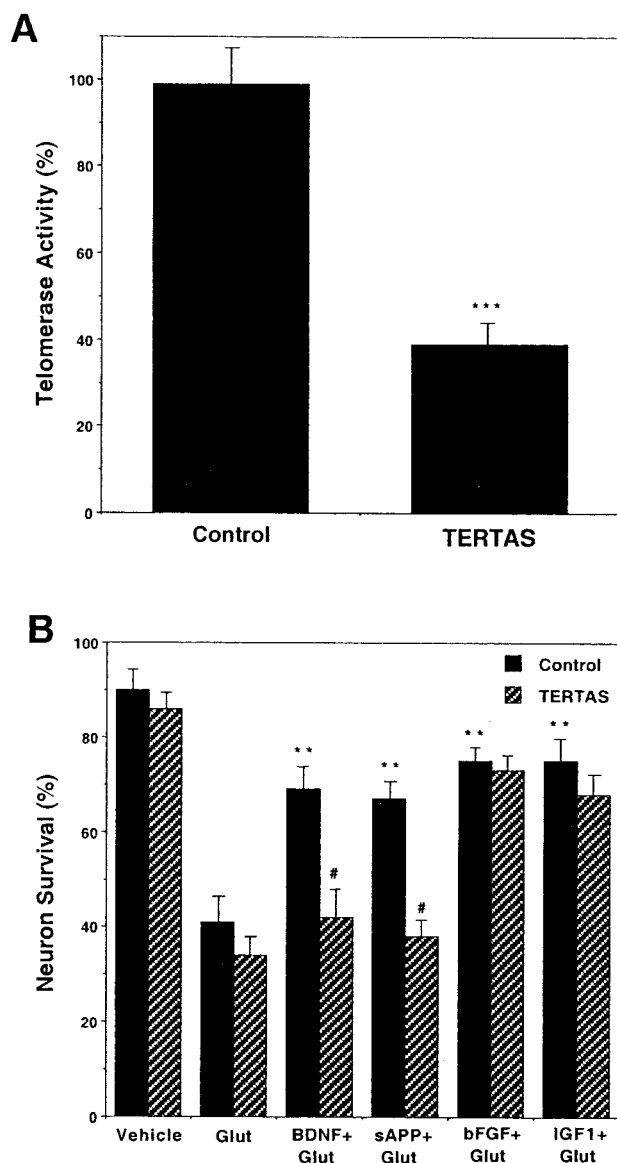 A
Telomerase Activity (%)
100
80
60
40
20
0
***
Control
TERTAS
B
Neuron Survival (%)
100
80
60
40
20
0
Control
TERTAS
**
**
**
**
#
#
Vehicle
Glut
BDNF+
Glut
sAPP+
Glut
bFGF+
Glut
IGF1+
Glut